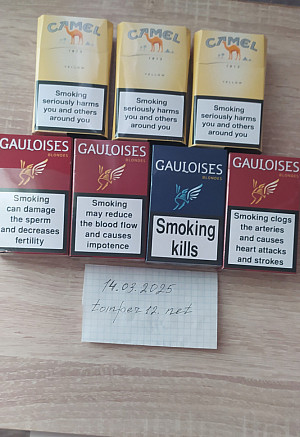 CAMEL
1913
YELLOW
Smoking
seriously harms
you and others
around you
CAMEL
1913
YELLOW
Smoking
seriously harms
you and others
around you
CAMEL
1913
YELLOW
Smoking
seriously harms
you and others
around you
GAULOISES
BLONDES
Smoking
can damage
the sperm
and decreases
fertility
GAULOISES
BLONDES
Smoking
may reduce
the blood flow
and causes
impotence
GAULOISES
BLONDES
Smoking
kills
GAULOISES
BLONDES
Smoking clogs
the arteries
and causes
heart attacks
and strokes
14.03.2025